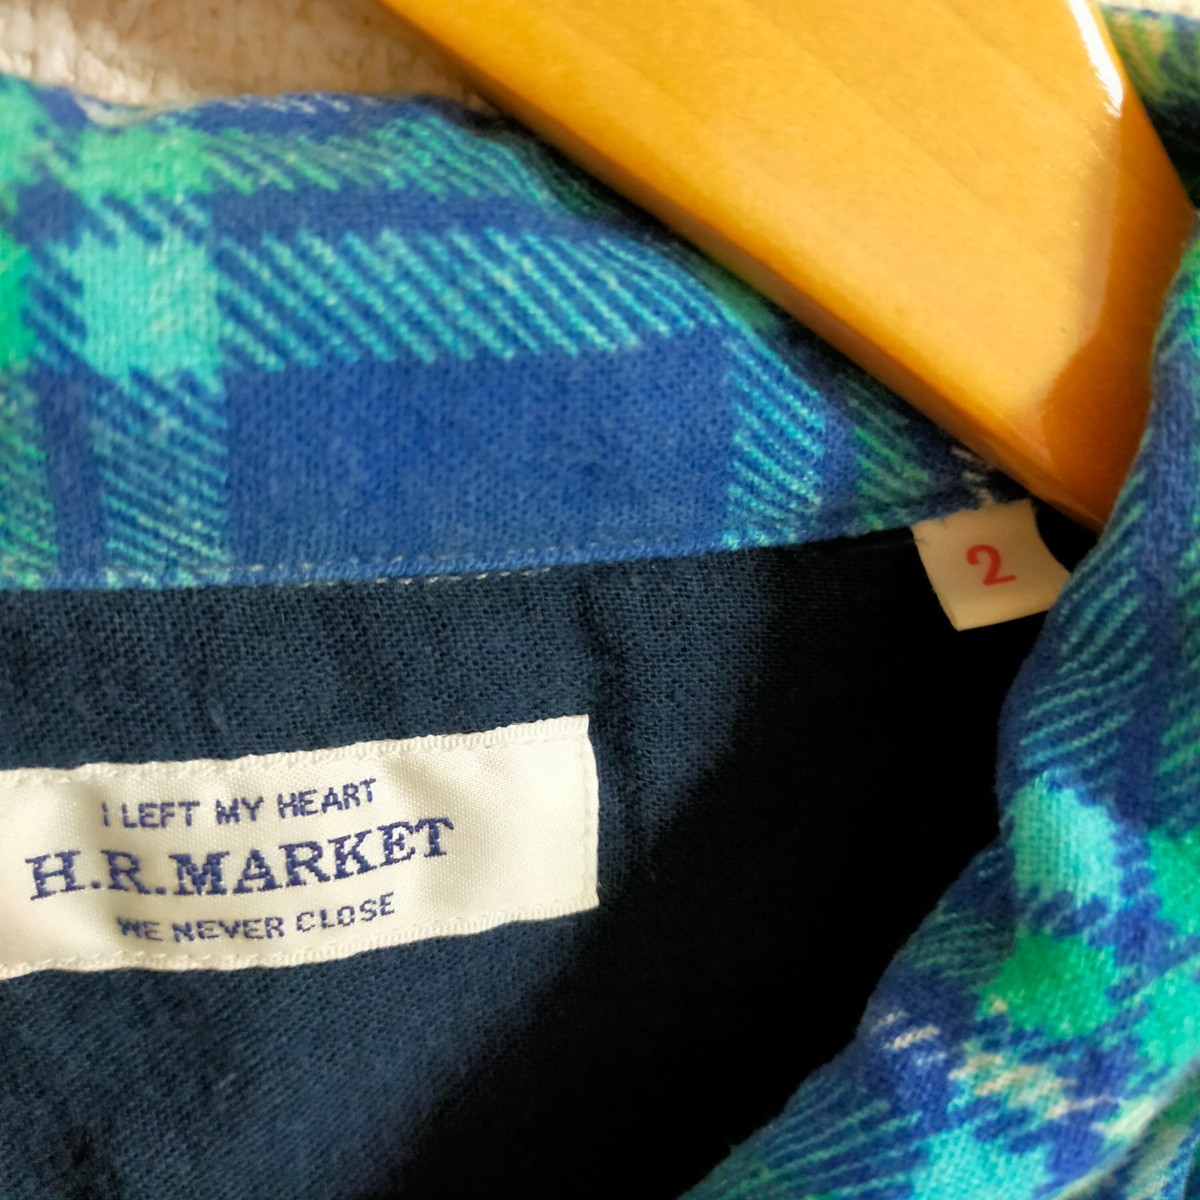 2
I LEFT MY HEART
H.R.MARKET
WE NEVER CLOSE